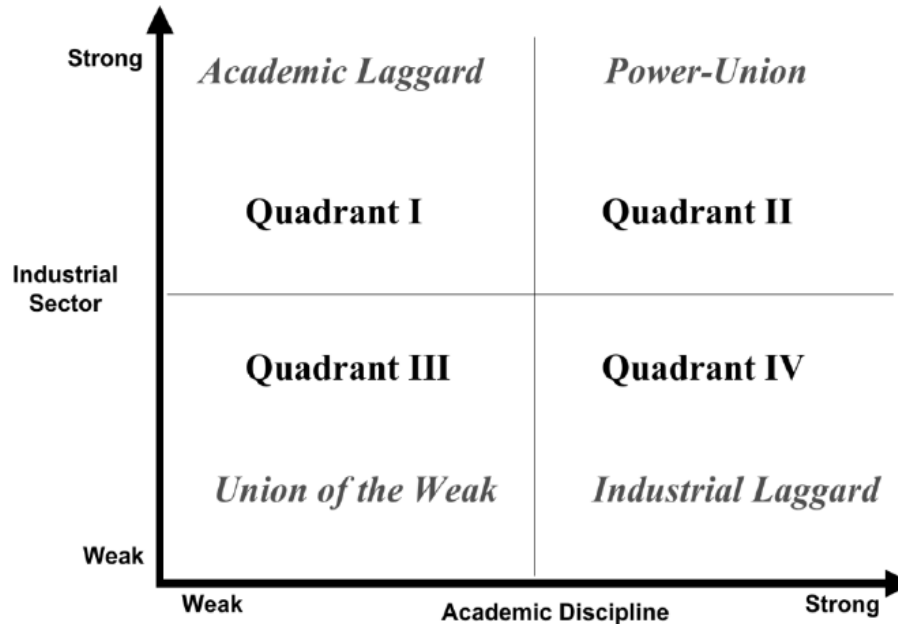 Strong
Academic Laggard
Power-Union
Quadrant I
Quadrant II
Industrial
Sector
Quadrant III
Quadrant IV
Union of the Weak
Industrial Laggard
Weak
Weak
Academic Discipline
Strong